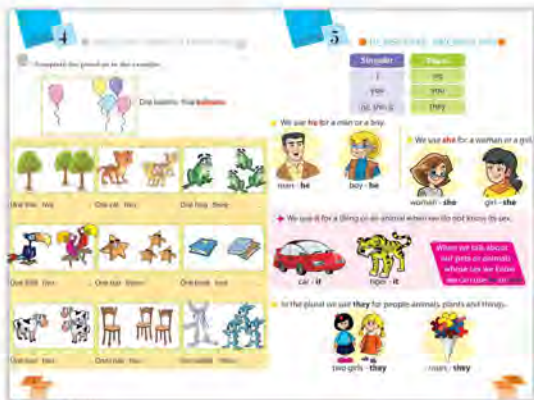 4
Complete the plurals as in the example.
One balloon - five balloons
One tree - two
One cat - two
One frog - three
One bird - two
One star - three
One book - two
One cow - two
One chair - two
One rabbit - three
5
Singular
Plural
I
we
you
you
he, she, it
they
We use he for a man or a boy.
man - he
boy - he
We use she for a woman or a girl.
woman - she
girl - she
We use it for a thing or an animal when we do not know its sex.
car - it
tiger - it
When we talk about
our pets or animals
whose sex we know
we can use
In the plural we use they for people, animals, plants and things.
two girls - they
roses - they